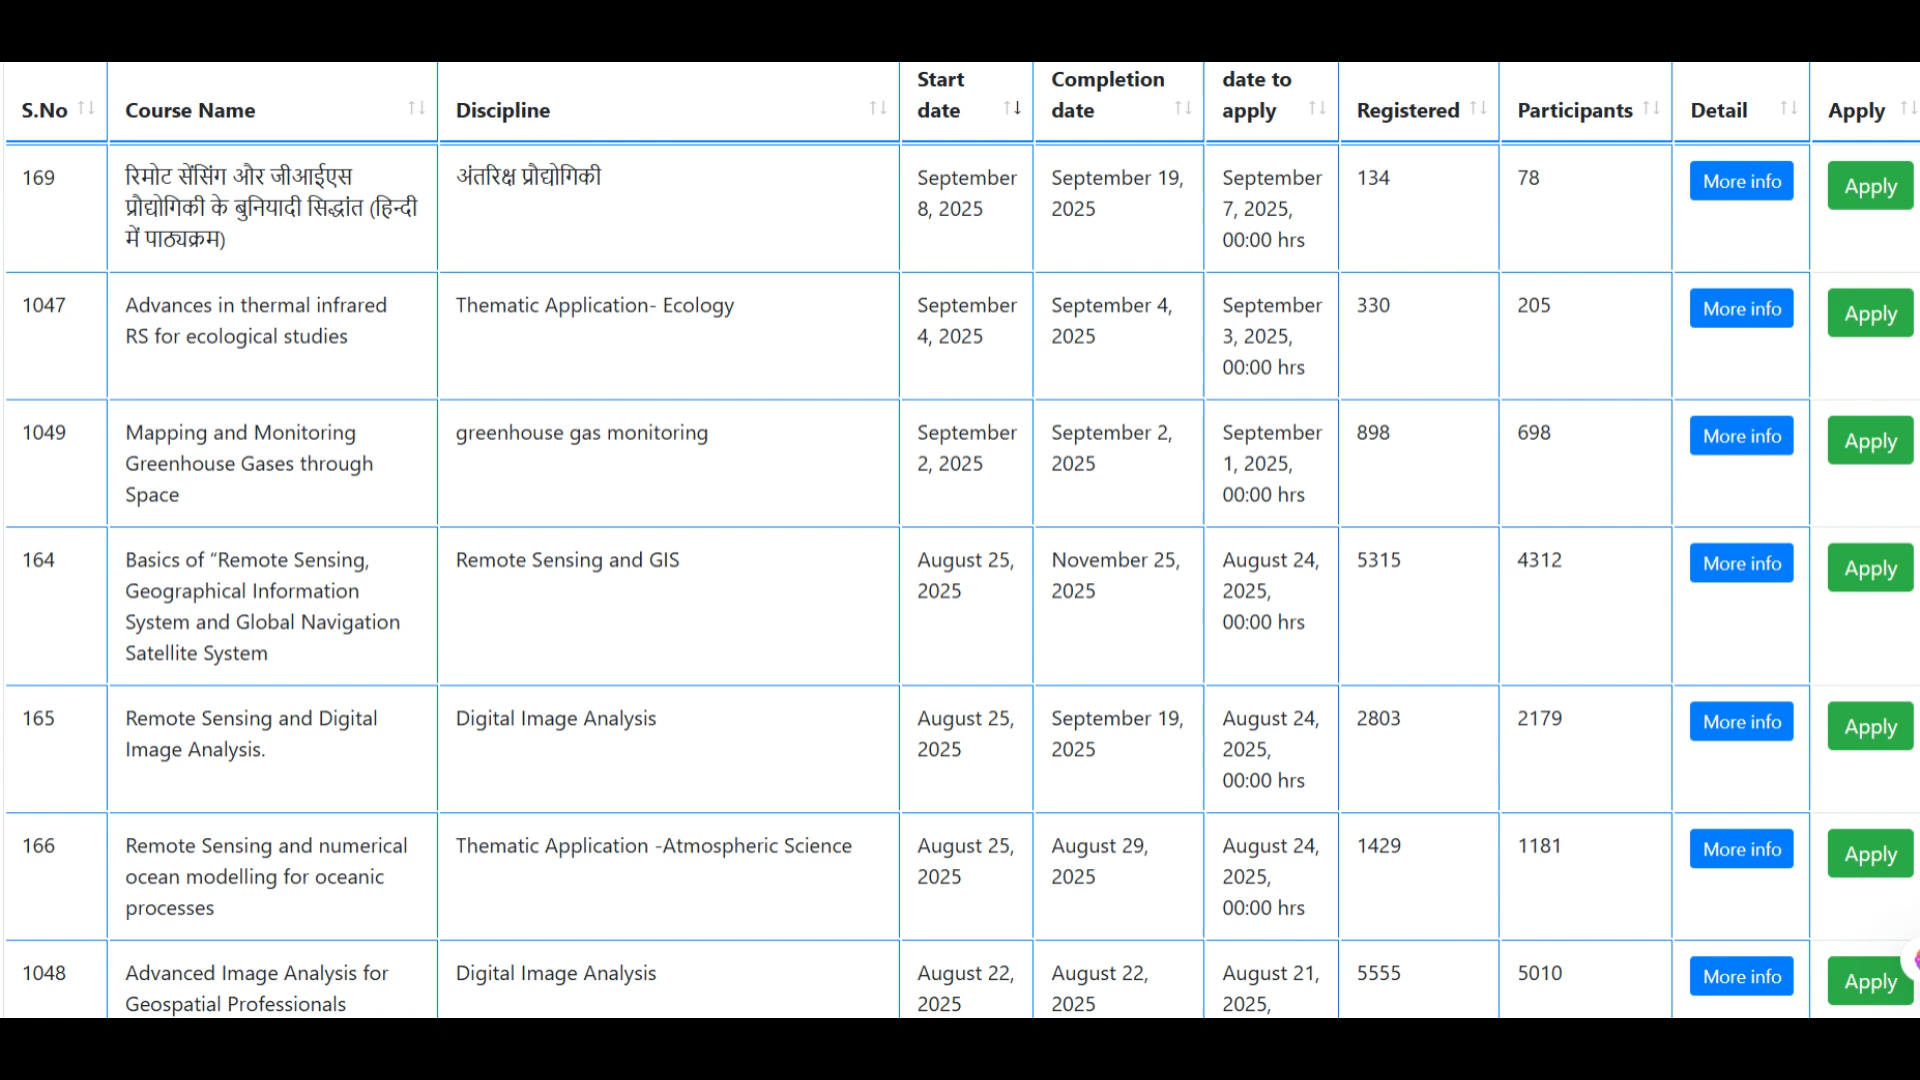 S.No Course Name Discipline Start date Completion date date to apply Registered Participants Detail Apply
169
रिमोट सेंसिंग और जीआईएस
प्रौद्योगिकी के बुनियादी सिद्धांत (हिन्दी
में पाठ्यक्रम)
अंतरिक्ष प्रौद्योगिकी
September
8, 2025
September 19,
2025
September
7, 2025,
00:00 hrs
134
78
More info
Apply
1047
Advances in thermal infrared
RS for ecological studies
Thematic Application- Ecology
September
4, 2025
September 4,
2025
September
3, 2025,
00:00 hrs
330
205
More info
Apply
1049
Mapping and Monitoring
Greenhouse Gases through
Space
greenhouse gas monitoring
September
2, 2025
September 2,
2025
September
1, 2025,
00:00 hrs
898
698
More info
Apply
164
Basics of “Remote Sensing,
Geographical Information
System and Global Navigation
Satellite System
Remote Sensing and GIS
August 25,
2025
November 25,
2025
August 24,
2025,
00:00 hrs
5315
4312
More info
Apply
165
Remote Sensing and Digital
Image Analysis.
Digital Image Analysis
August 25,
2025
September 19,
2025
August 24,
2025,
00:00 hrs
2803
2179
More info
Apply
166
Remote Sensing and numerical
ocean modelling for oceanic
processes
Thematic Application -Atmospheric Science
August 25,
2025
August 29,
2025
August 24,
2025,
00:00 hrs
1429
1181
More info
Apply
1048
Advanced Image Analysis for
Geospatial Professionals
Digital Image Analysis
August 22,
2025
August 22,
2025
August 21,
2025,
5555
5010
More info
Apply